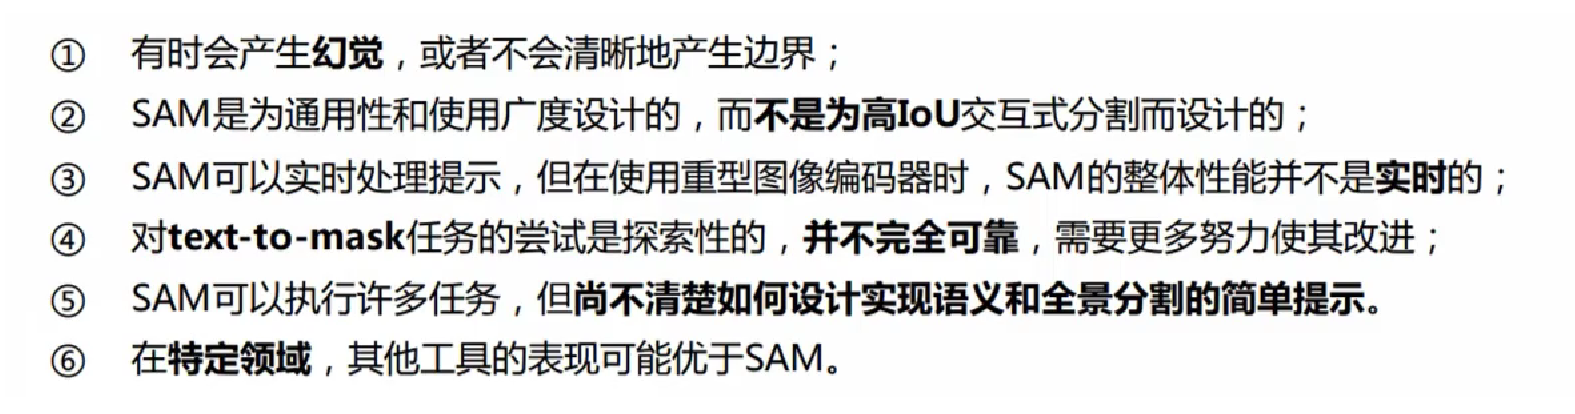 ① 有时会产生幻觉，或者不会清晰地产生边界；
② SAM是为通用性和使用广度设计的，而不是为高IoU交互式分割而设计的；
③ SAM可以实时处理提示，但在使用重型图像编码器时，SAM的整体性能并不是实时的；
④ 对text-to-mask任务的尝试是探索性的，并不完全可靠，需要更多努力使其改进；
⑤ SAM可以执行许多任务，但尚不清楚如何设计实现语义和全景分割的简单提示。
⑥ 在特定领域，其他工具的表现可能优于SAM。